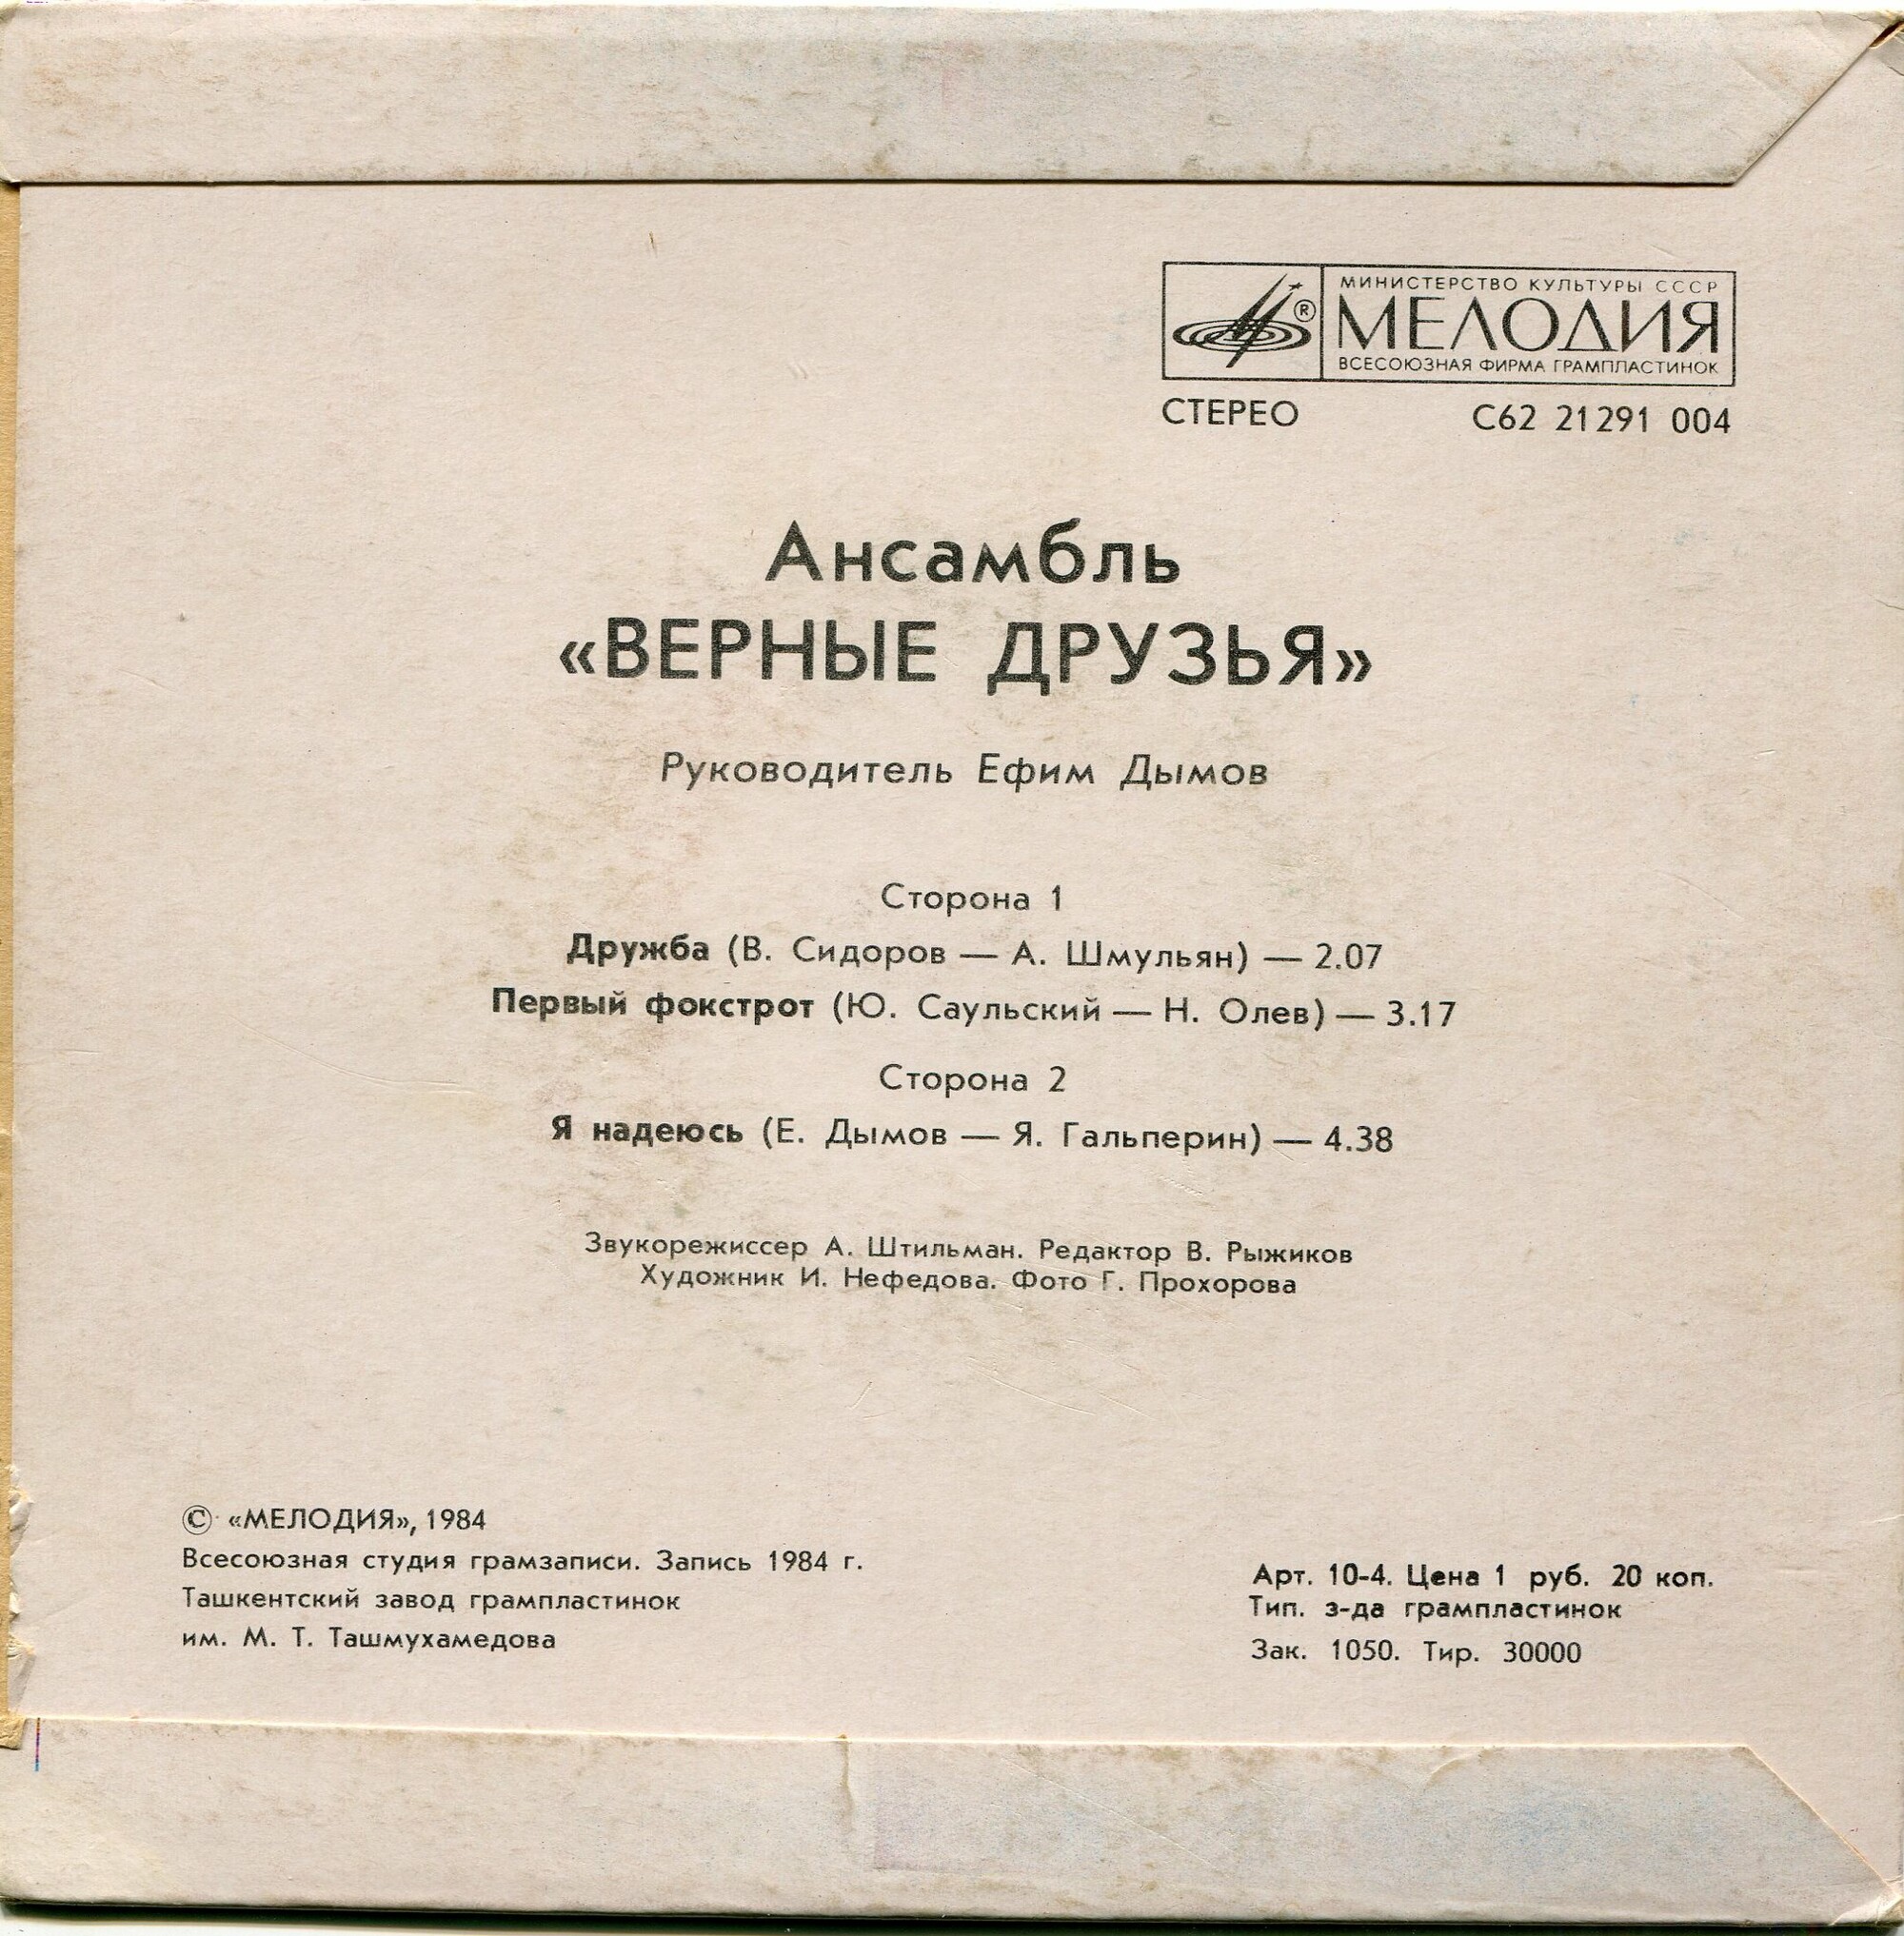 МИНИСТЕРСТВО КУЛЬТУРЫ СССР
МЕЛОДИЯ
ВСЕСОЮЗНАЯ ФИРМА ГРАМПЛАСТИНОК
СТЕРЕО С62 21291 004
Ансамбль
«ВЕРНЫЕ ДРУЗЬЯ»
Руководитель Ефим Дымов
Сторона 1
Дружба (В. Сидоров — А. Шмульян) — 2.07
Первый фокстрот (Ю. Саульский — Н. Олев) — 3.17
Сторона 2
Я надеюсь (Е. Дымов — Я. Гальперин) — 4.38
Звукорежиссер А. Штильман. Редактор В. Рыжиков
Художник И. Нефедова. Фото Г. Прохорова
© «МЕЛОДИЯ», 1984
Всесоюзная студия грамзаписи. Запись 1984 г.
Ташкентский завод грампластинок
им. М. Т. Ташмухамедова
Арт. 10-4. Цена 1 руб. 20 коп.
Тип. з-да грампластинок
Зак. 1050. Тир. 30000